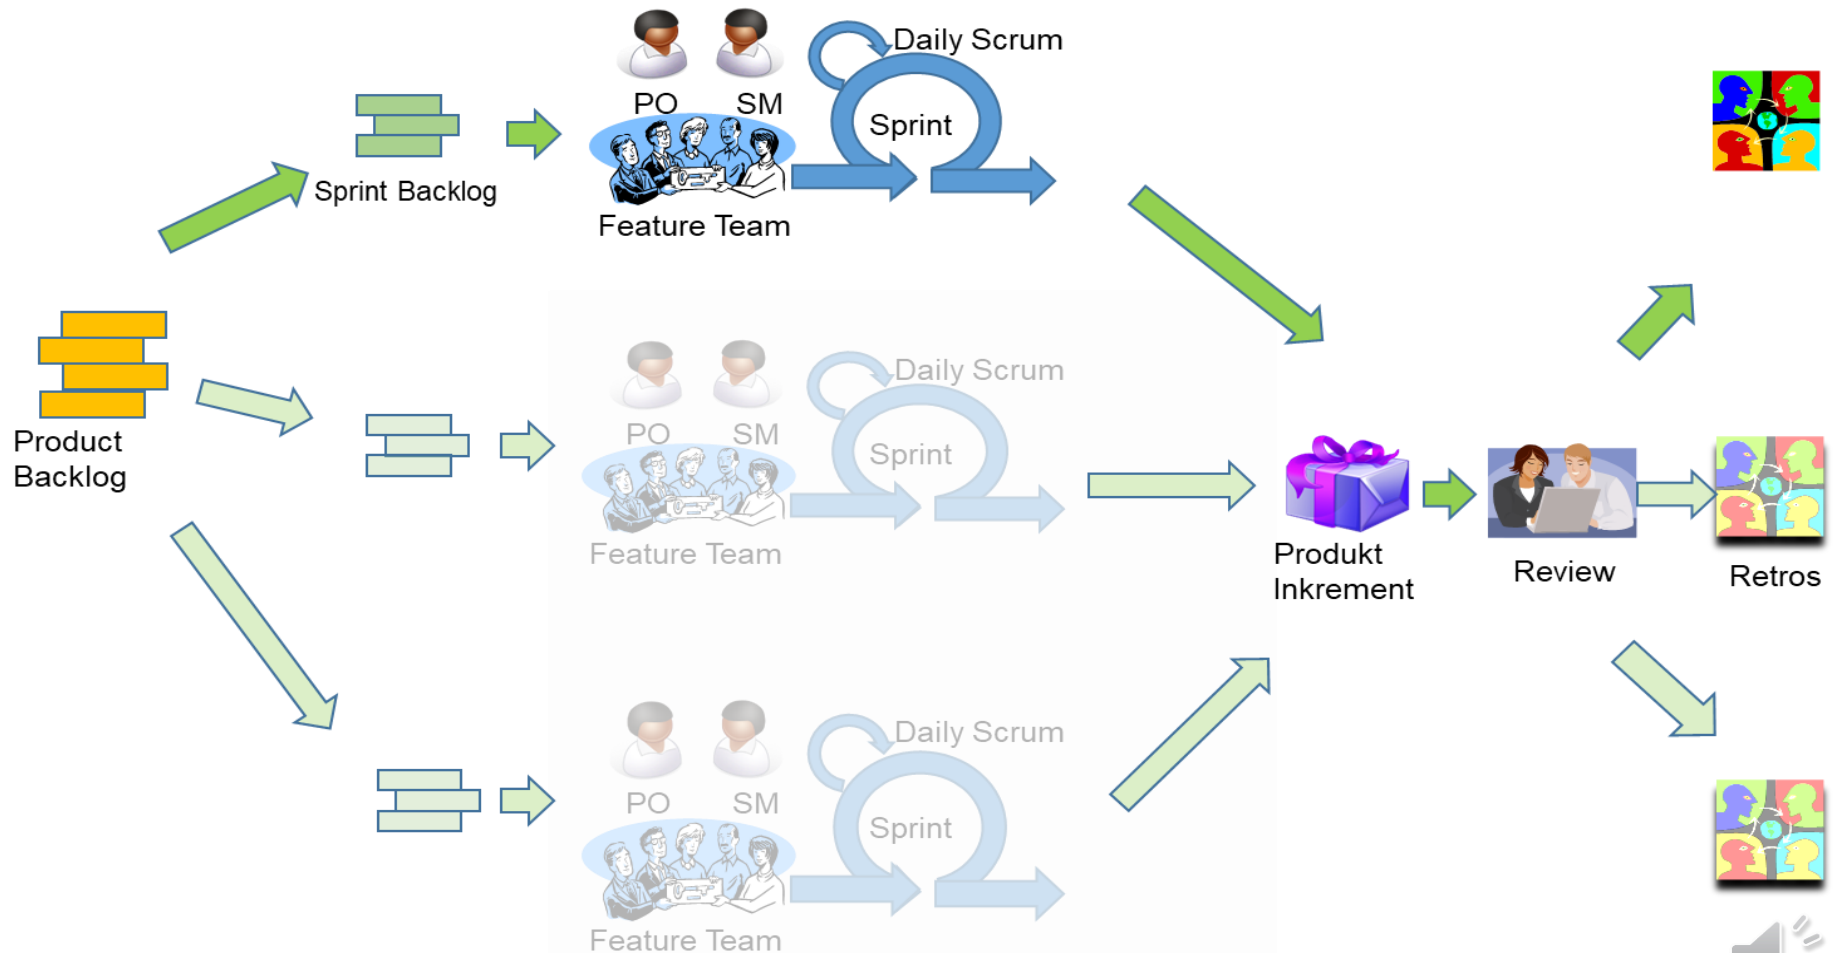 Daily Scrum
PO SM
Sprint
Sprint Backlog
Feature Team
Product
Backlog
Daily Scrum
PO SM
Sprint
Feature Team
Produkt
Inkrement
Review
Retros
Daily Scrum
PO SM
Sprint
Feature Team